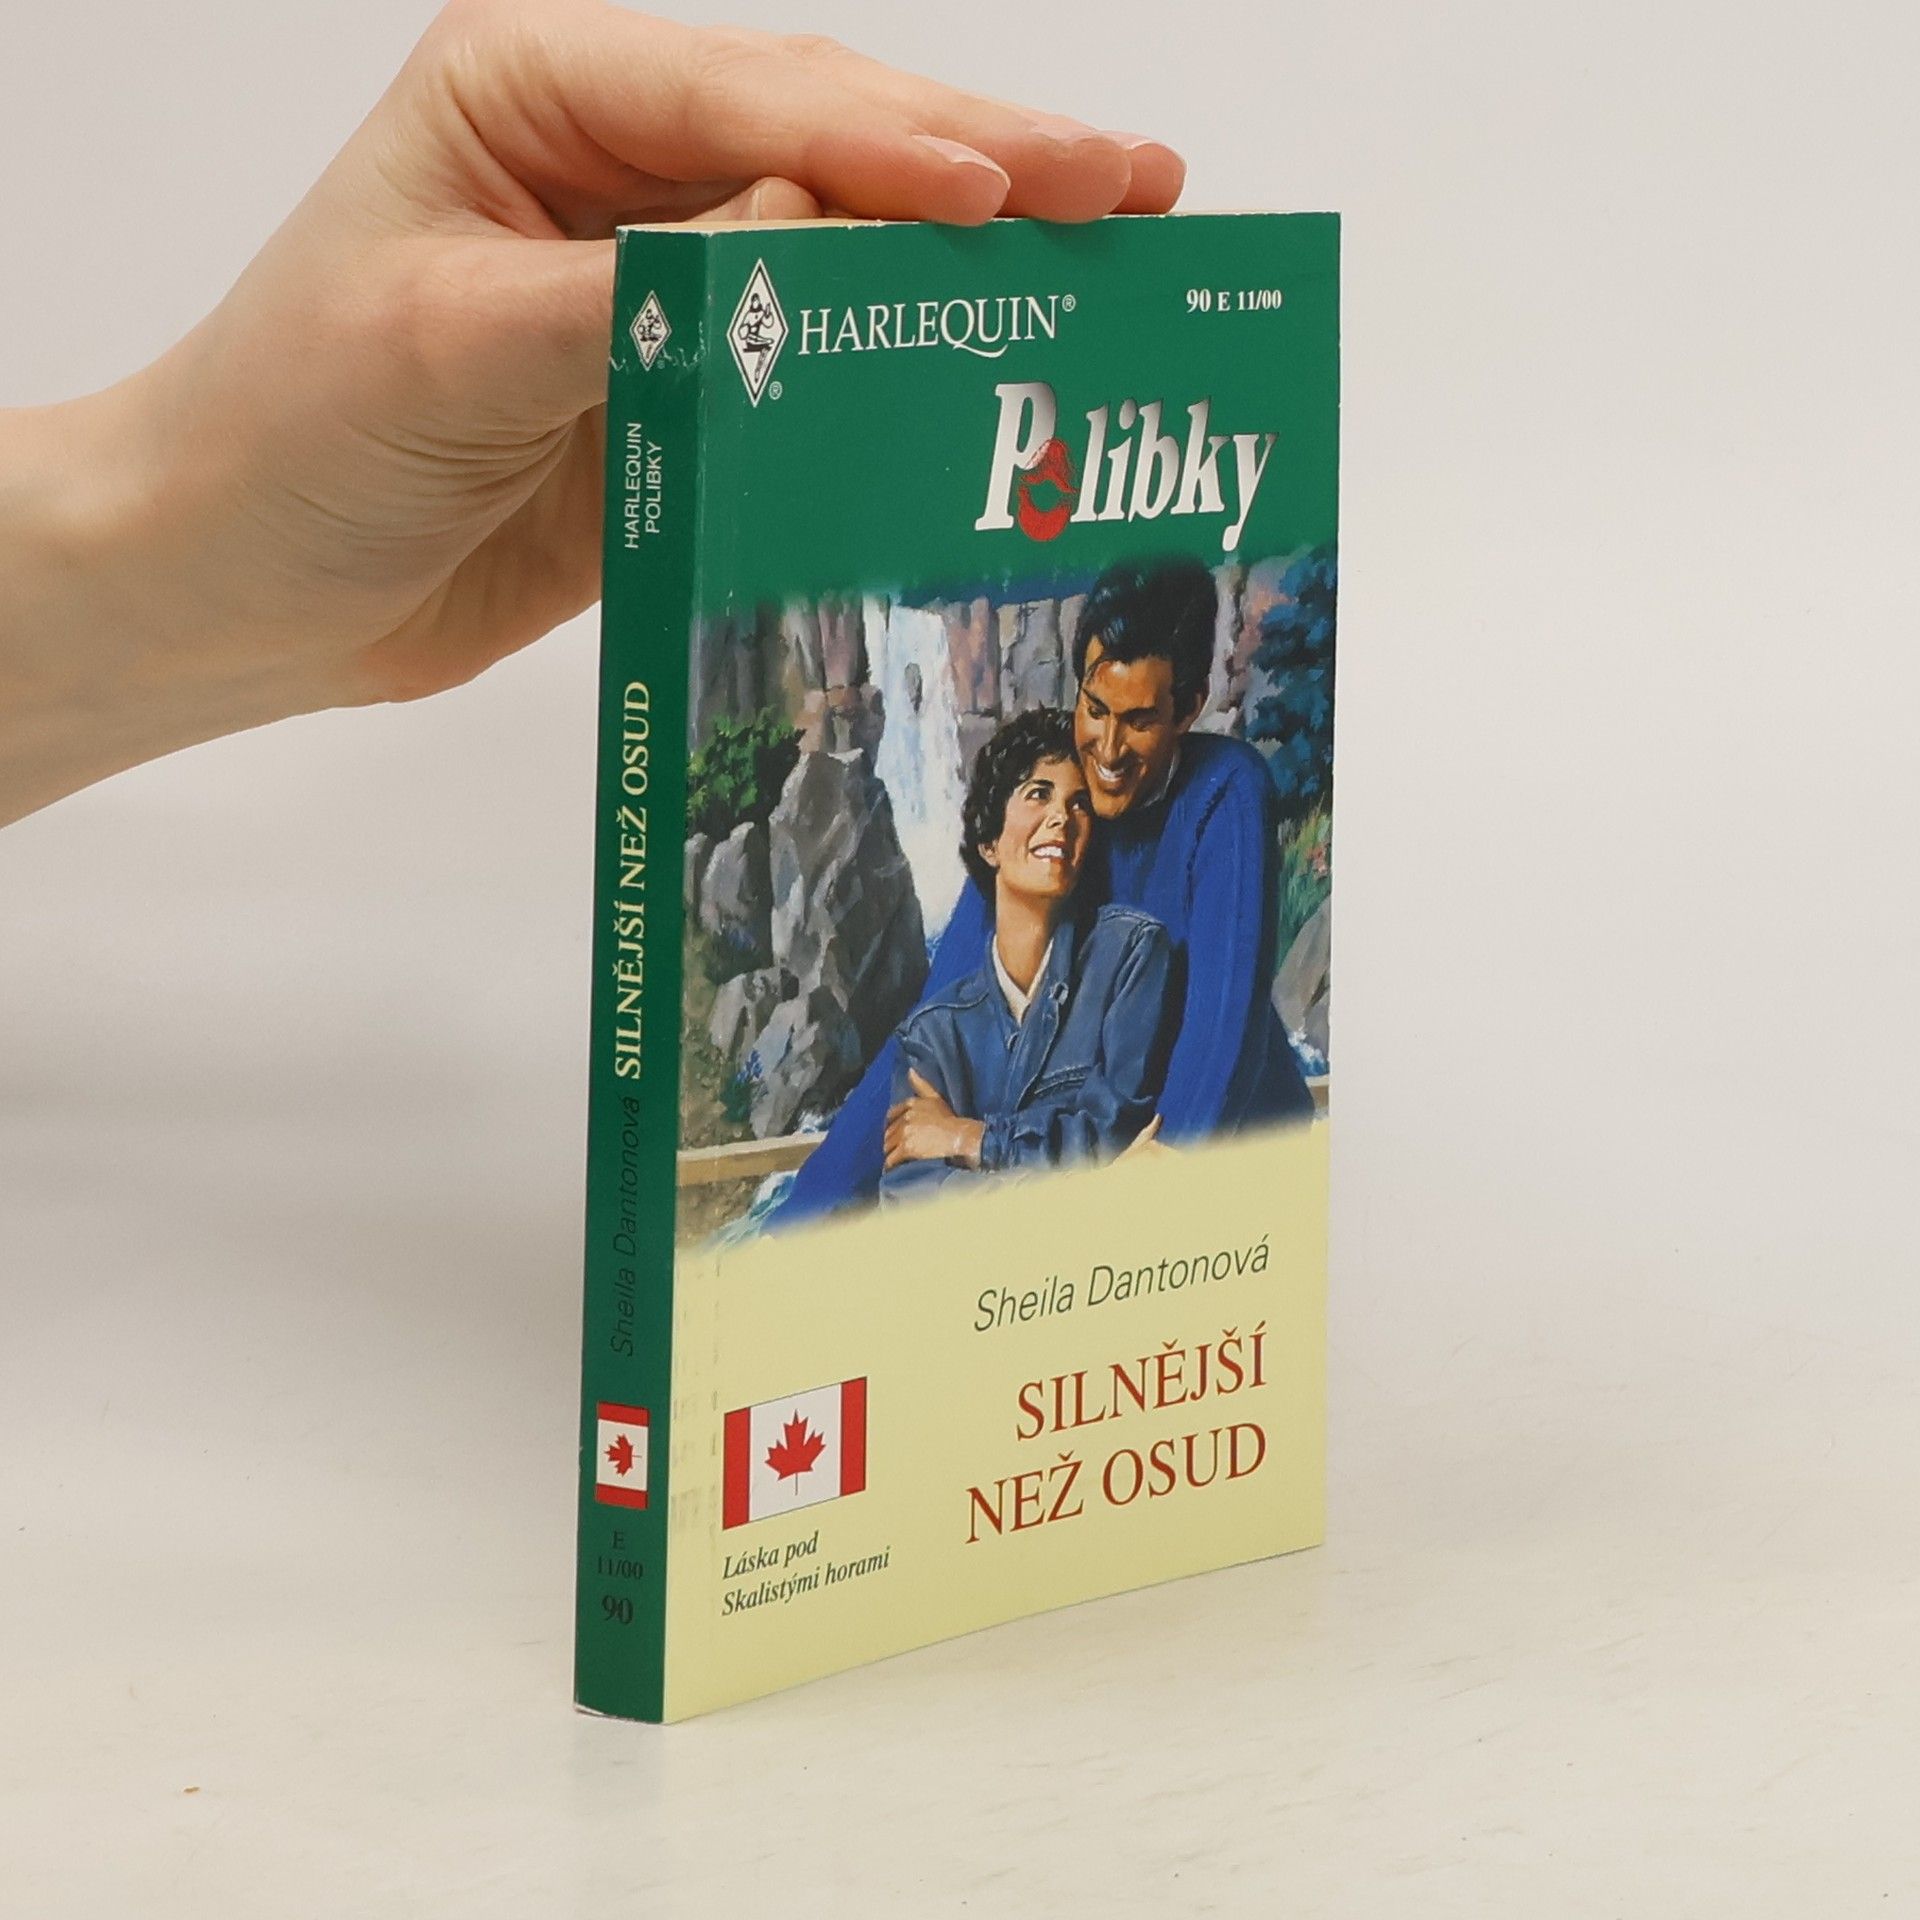 HARLEQUIN®
90 E 11/00
®
Polibky
Sheila Dantonová
SILNĚJŠÍ
NEŽ OSUD
Láska pod
Skalistými horami
®
HARLEQUIN
POLIBKY
Sheila Dantonová SILNĚJŠÍ NEŽ OSUD
E
11/00
90